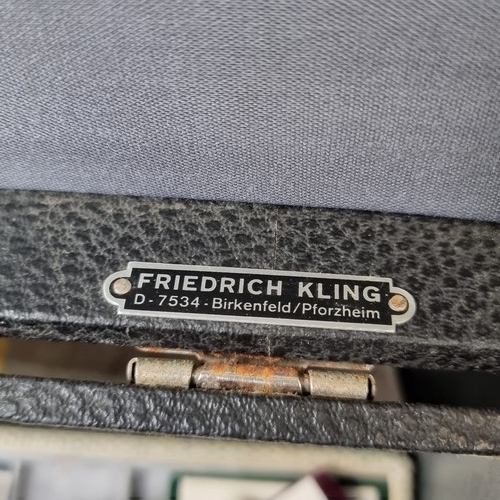 FRIEDRICH KLING
D-7534-Birkenfeld/Pforzheim